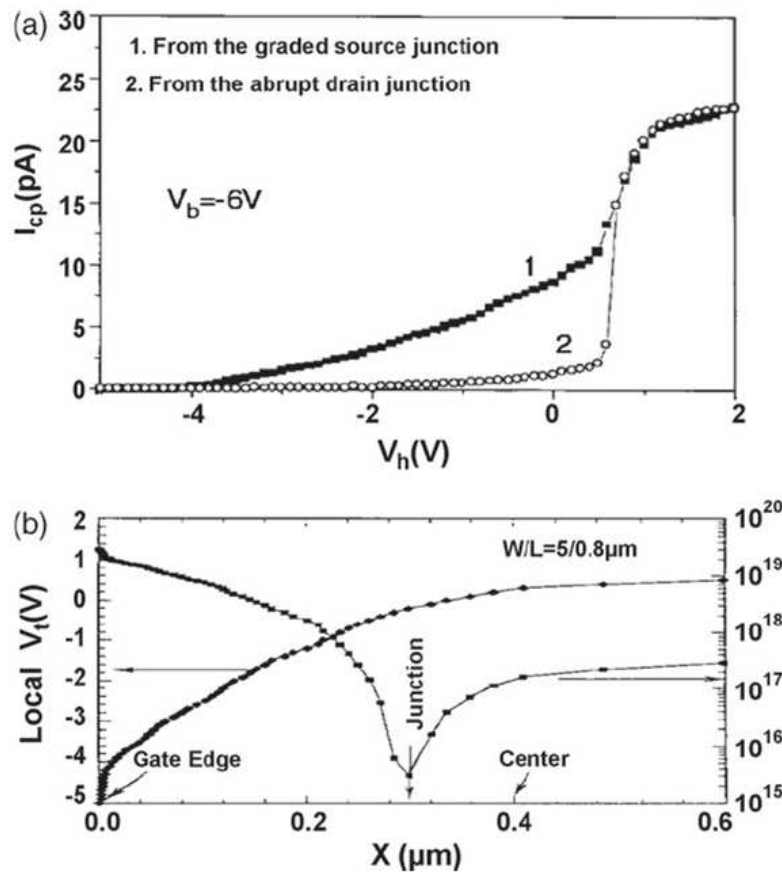 (a)
30
25
20
15
10
5
0
I_cp(pA)
1. From the graded source junction
2. From the abrupt drain junction
V_b=-6V
1
2
-4
-2
0
2
V_h(V)
(b)
2
1
0
-1
-2
-3
-4
-5
Local V_t(V)
W/L=5/0.8μm
Junction
Gate Edge
Center
10^20
10^19
10^18
10^17
10^16
10^15
0.0
0.2
0.4
0.6
X (μm)